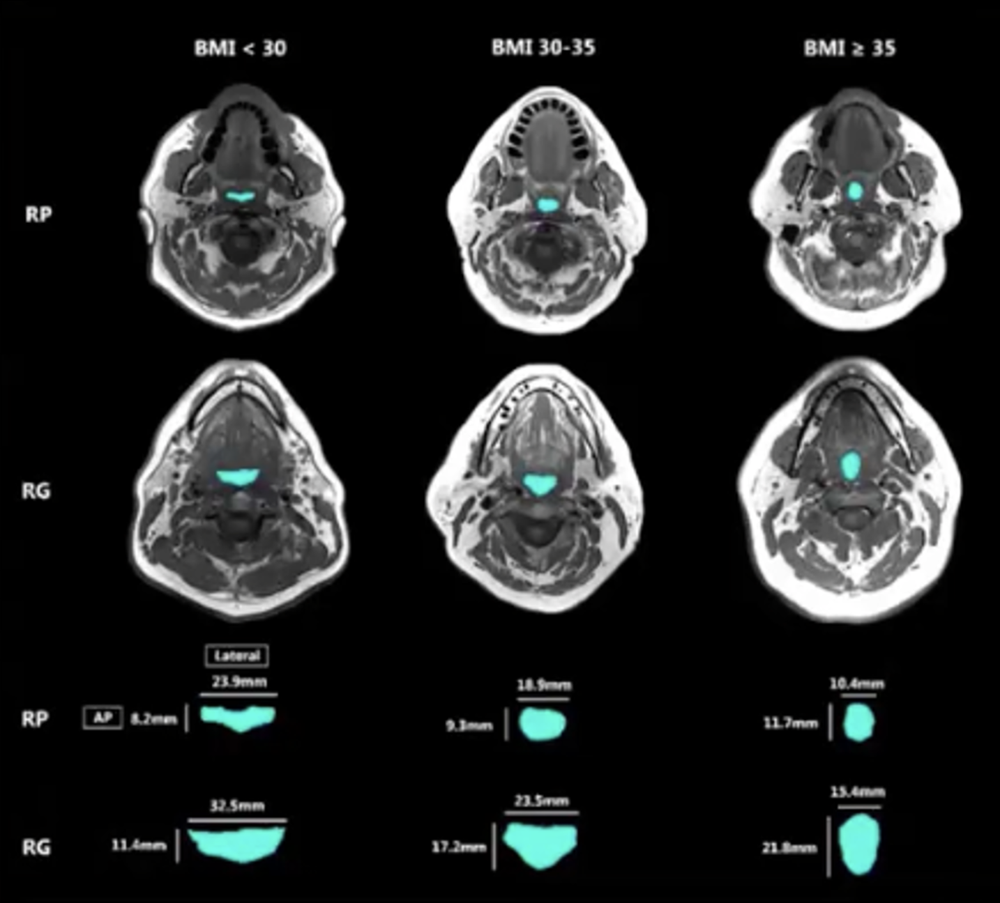 BMI < 30 BMI 30-35 BMI ≥ 35
RP
RG
Lateral
23.9mm 18.9mm 10.4mm
RP AP 8.2mm 9.3mm 11.7mm
32.5mm 23.5mm 15.4mm
RG 11.4mm 17.2mm 21.8mm